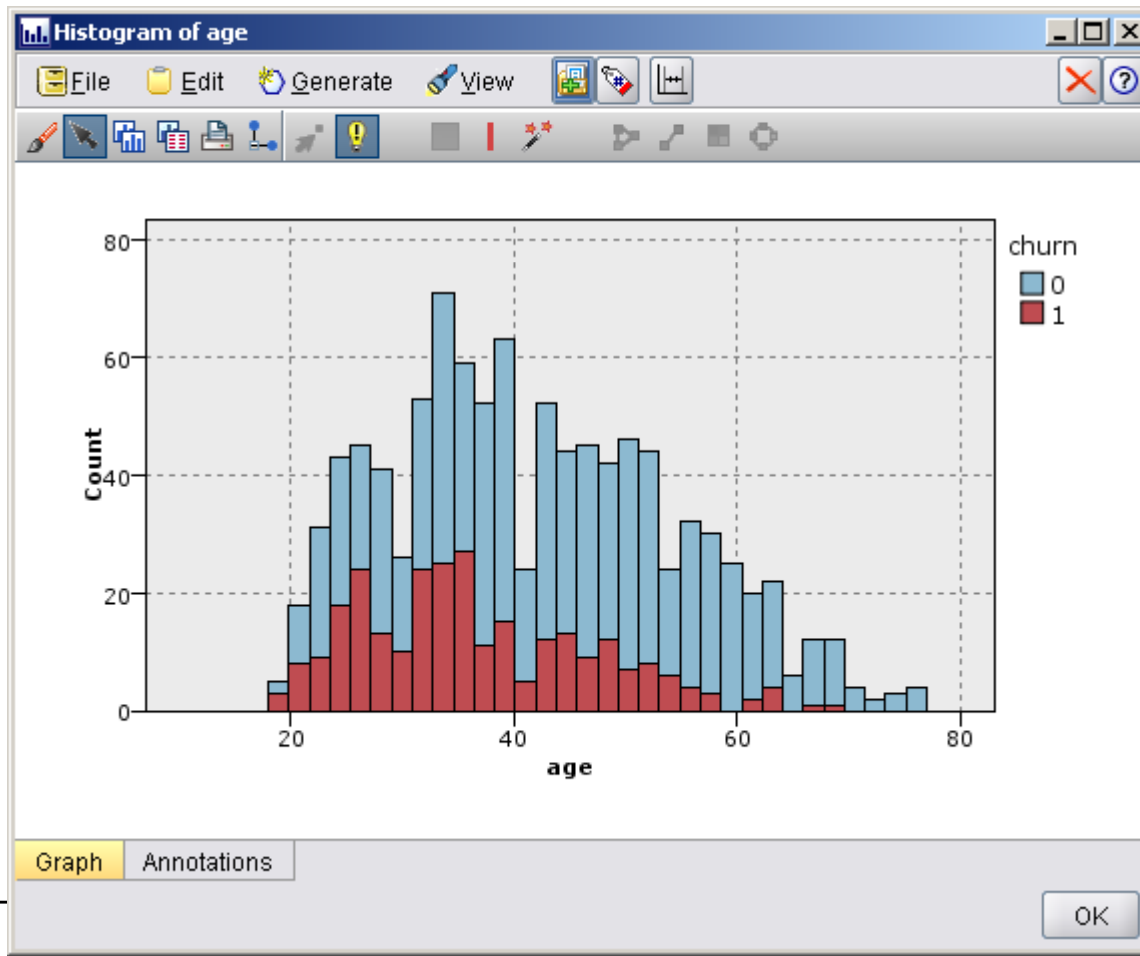 Histogram of age
File Edit Generate View
churn
0
1
80
60
40
20
0
Count
20 40 60 80
age
Graph Annotations
OK